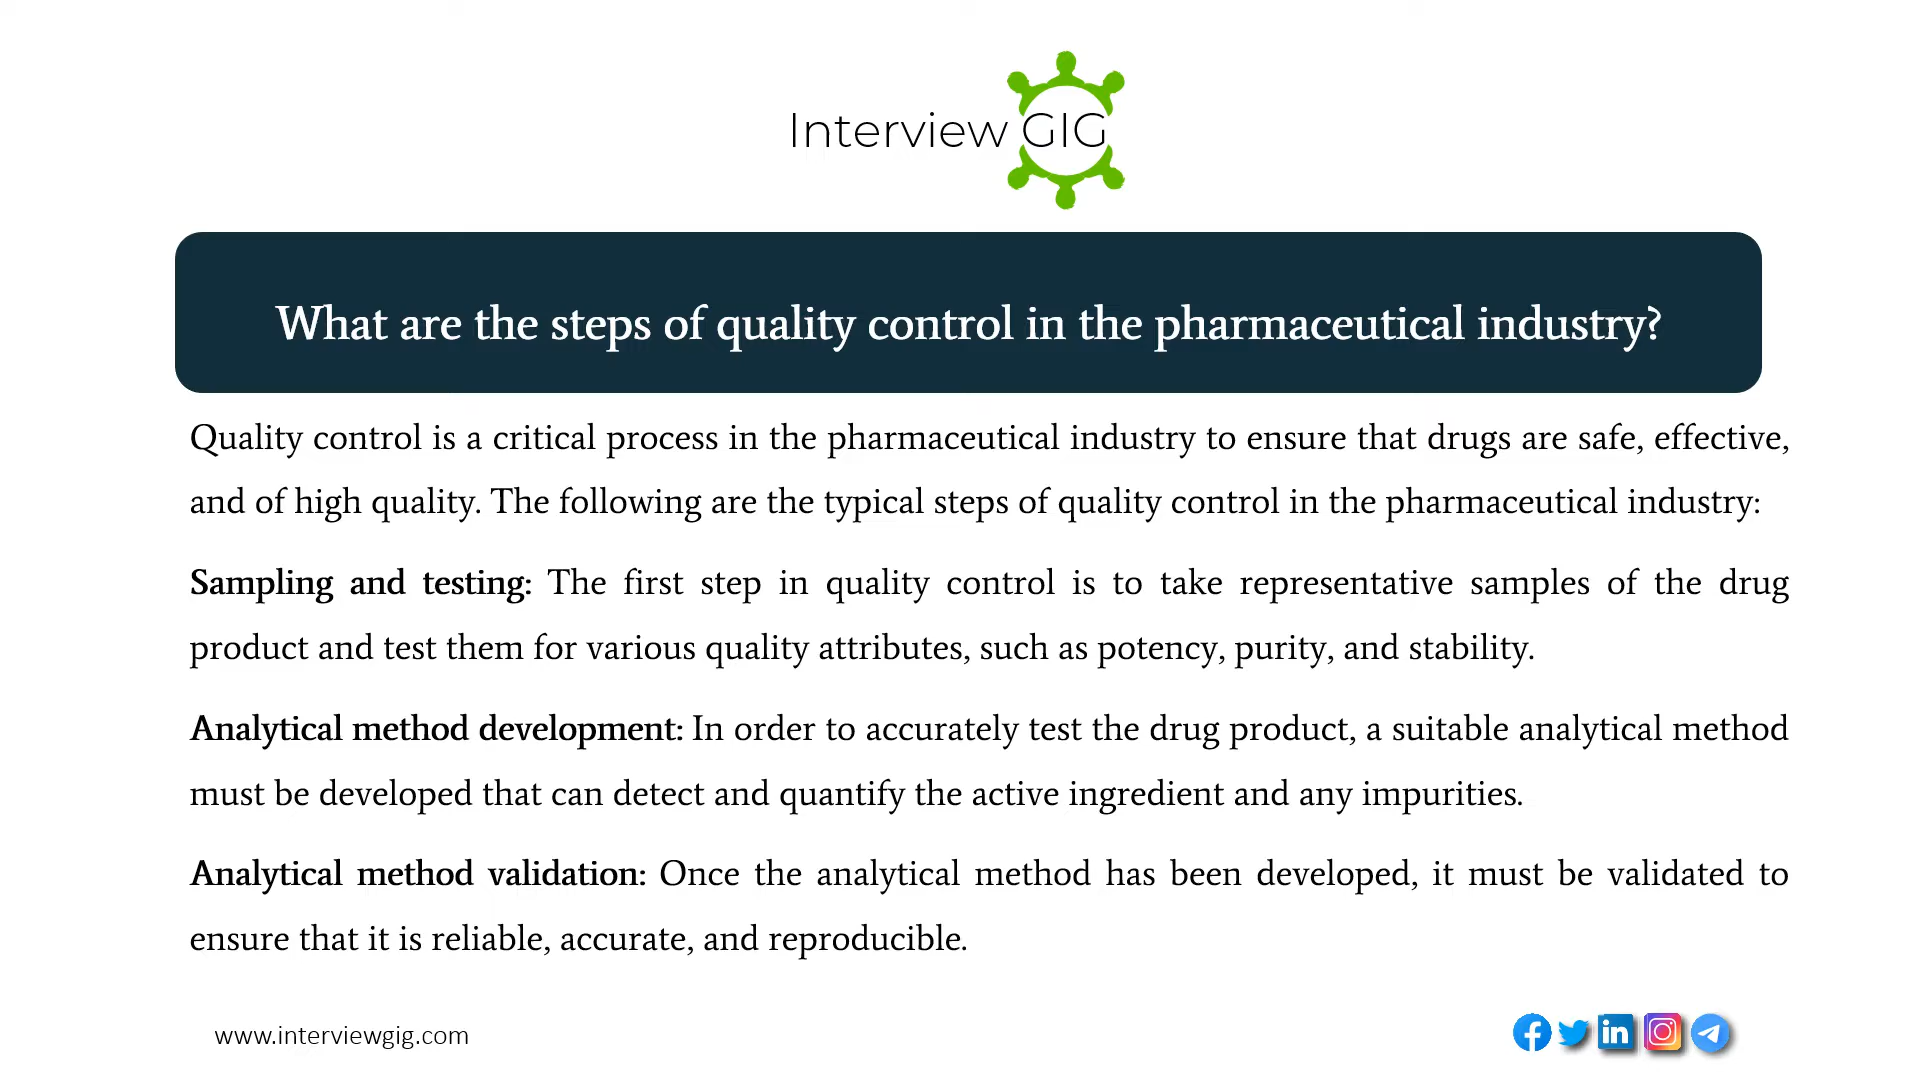 Interview GIG
What are the steps of quality control in the pharmaceutical industry?
Quality control is a critical process in the pharmaceutical industry to ensure that drugs are safe, effective,
and of high quality. The following are the typical steps of quality control in the pharmaceutical industry:
Sampling and testing: The first step in quality control is to take representative samples of the drug
product and test them for various quality attributes, such as potency, purity, and stability.
Analytical method development: In order to accurately test the drug product, a suitable analytical method
must be developed that can detect and quantify the active ingredient and any impurities.
Analytical method validation: Once the analytical method has been developed, it must be validated to
ensure that it is reliable, accurate, and reproducible.
www.interviewgig.com